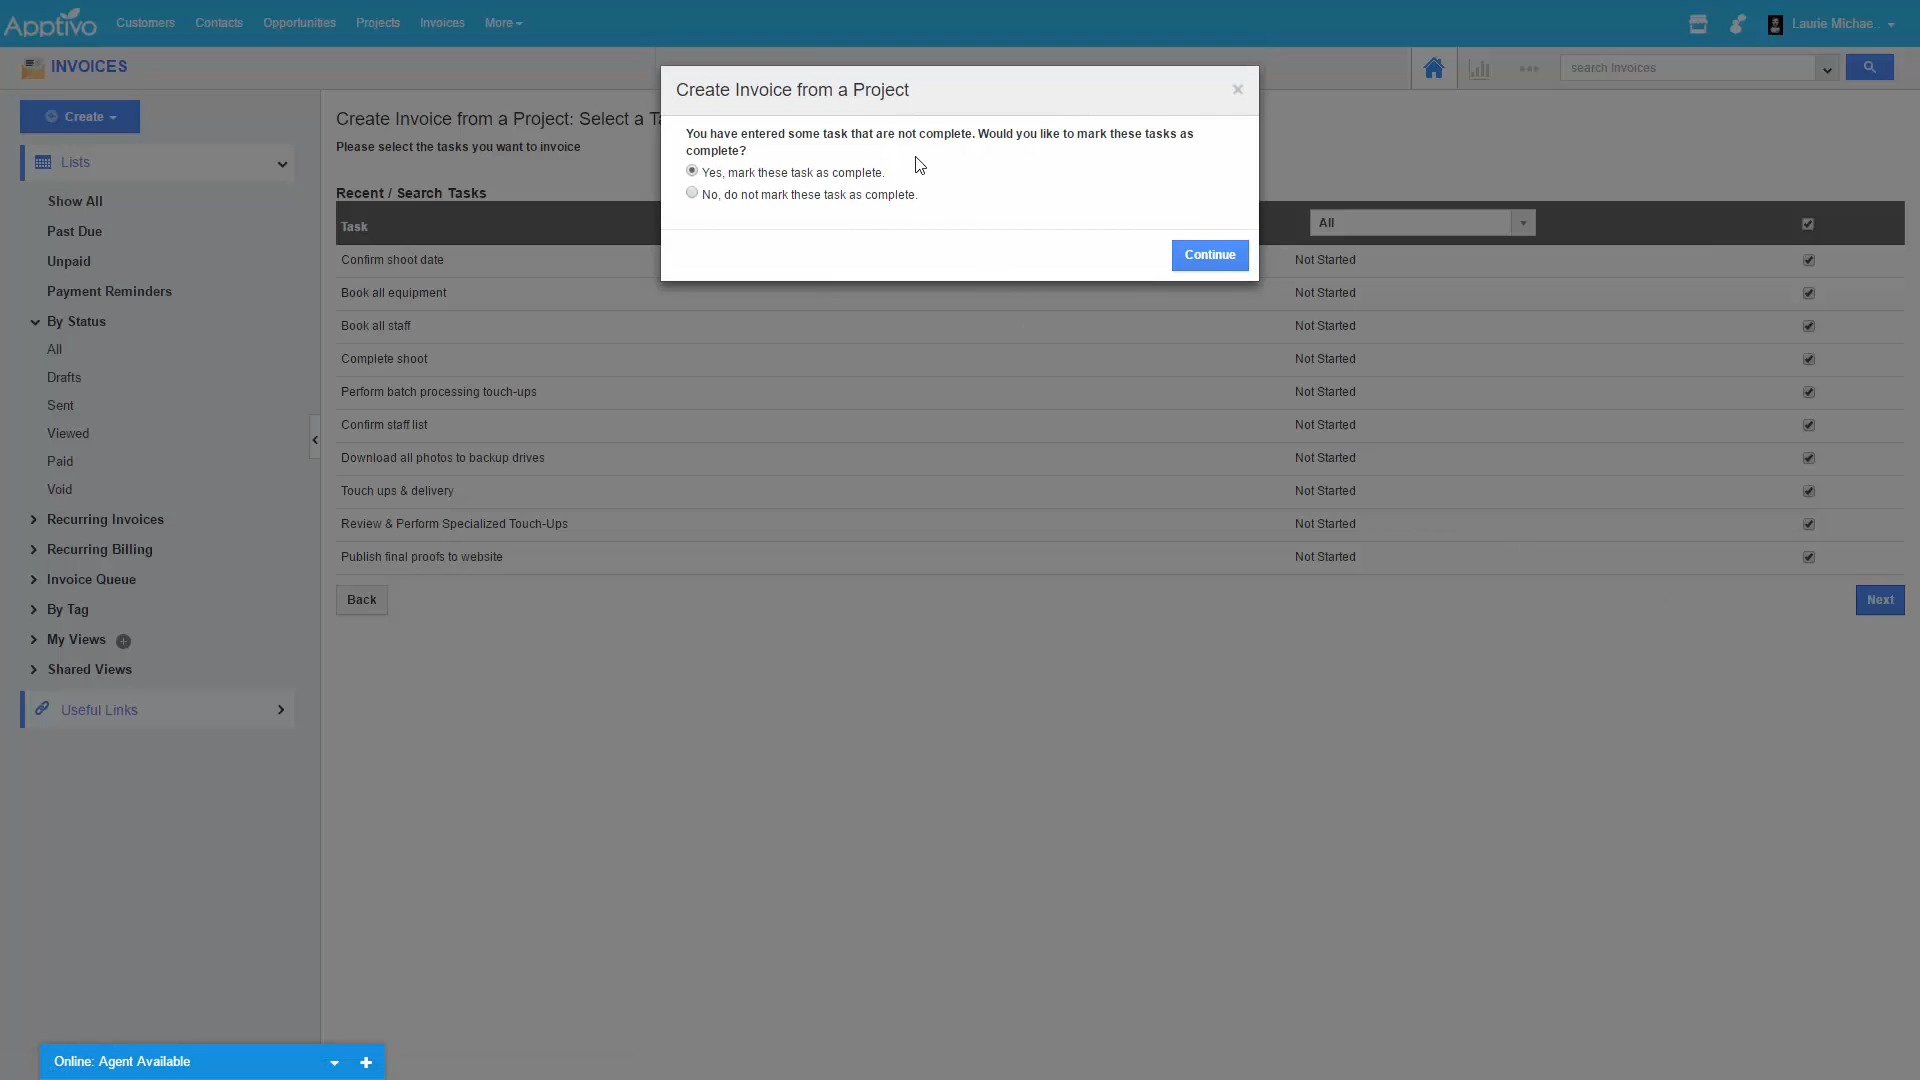 Apptivo
Customers
Contacts
Opportunities
Projects
Invoices
More
Laurie Michae..
INVOICES
search Invoices
Create
Lists
Show All
Past Due
Unpaid
Payment Reminders
By Status
All
Drafts
Sent
Viewed
Paid
Void
Recurring Invoices
Recurring Billing
Invoice Queue
By Tag
My Views
Shared Views
Useful Links
Create Invoice from a Project: Select a Ta
Please select the tasks you want to invoice
Recent / Search Tasks
Task
All
Confirm shoot date Not Started
Book all equipment Not Started
Book all staff Not Started
Complete shoot Not Started
Perform batch processing touch-ups Not Started
Confirm staff list Not Started
Download all photos to backup drives Not Started
Touch ups & delivery Not Started
Review & Perform Specialized Touch-Ups Not Started
Publish final proofs to website Not Started
Back
Next
Create Invoice from a Project
You have entered some task that are not complete. Would you like to mark these tasks as
complete?
Yes, mark these task as complete.
No, do not mark these task as complete.
Continue
Online: Agent Available